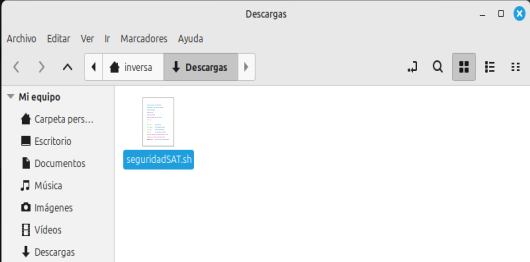 Descargas
Archivo Editar Ver Ir Marcadores Ayuda
inversa Descargas
Mi equipo
Carpeta pers...
Escritorio
Documentos
Música
Imágenes
Vídeos
Descargas
seguridadSAT.sh